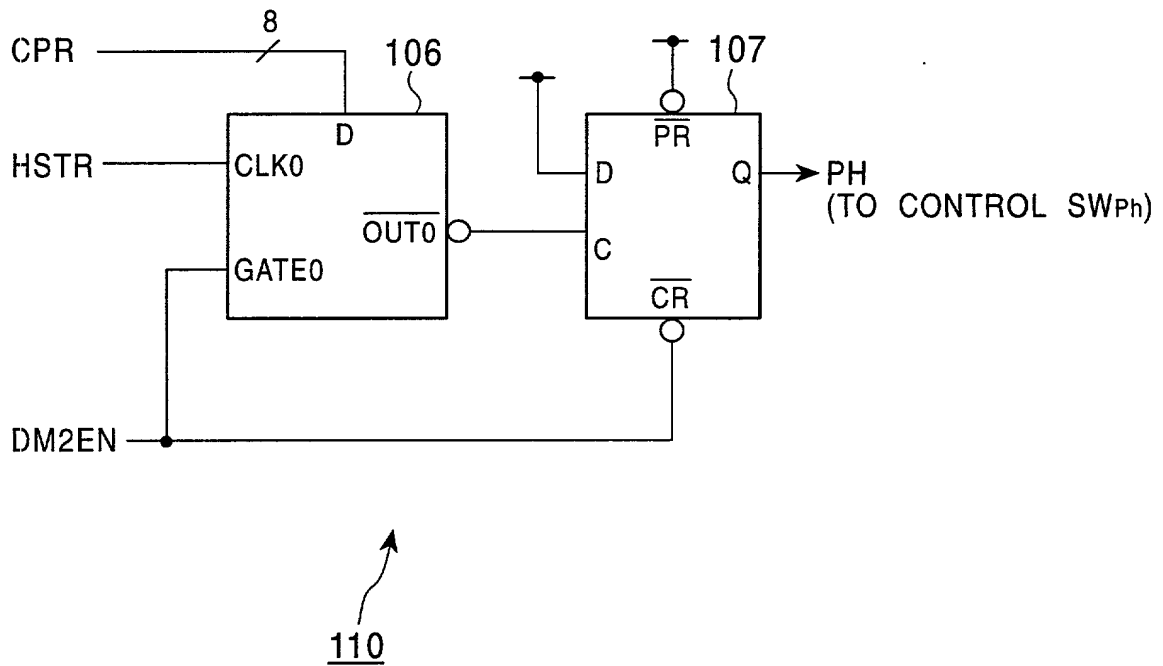 8
CPR
106
107
D
PR
HSTR
CLK0
D
Q
PH
(TO CONTROL SWPh)
OUT0
C
GATE0
CR
DM2EN
110